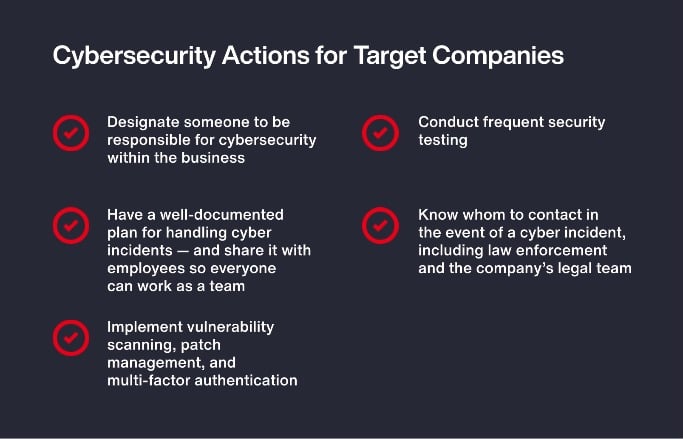 Cybersecurity Actions for Target Companies
Designate someone to be
responsible for cybersecurity
within the business
Conduct frequent security
testing
Have a well-documented
plan for handling cyber
incidents — and share it with
employees so everyone
can work as a team
Know whom to contact in
the event of a cyber incident,
including law enforcement
and the company’s legal team
Implement vulnerability
scanning, patch
management, and
multi-factor authentication